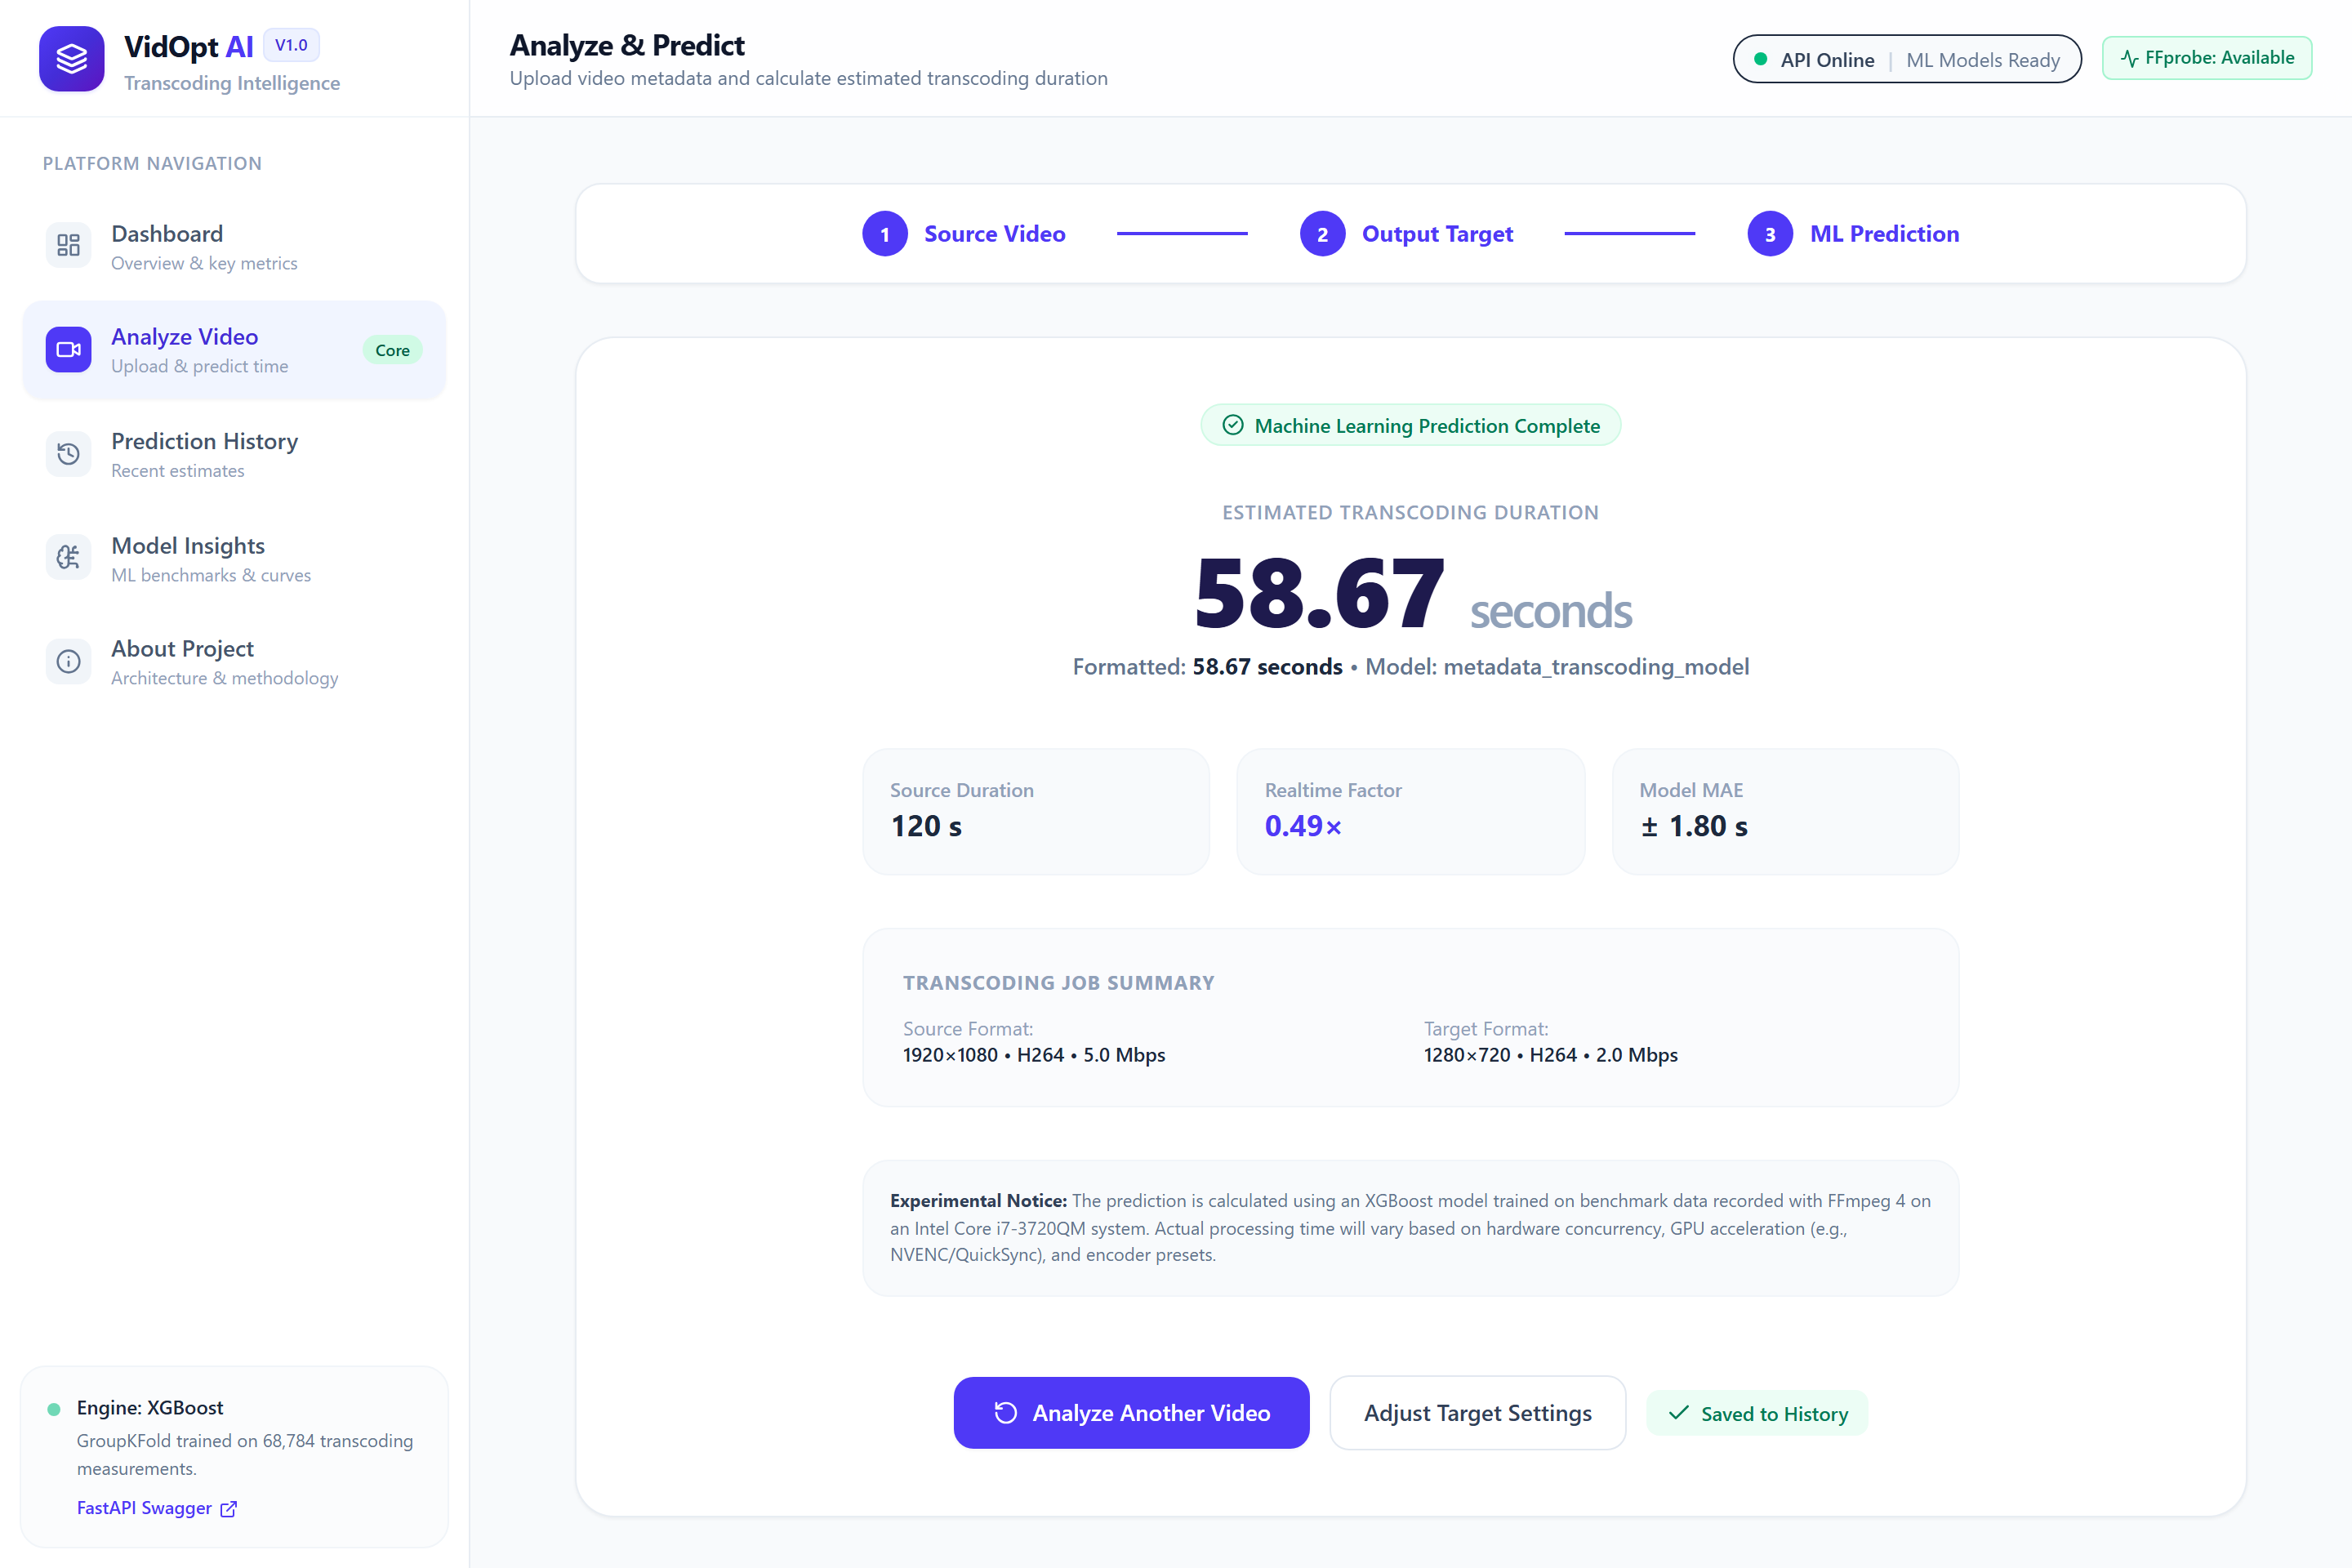 VidOpt AI V1.0
Transcoding Intelligence
PLATFORM NAVIGATION
Dashboard
Overview & key metrics
Analyze Video
Upload & predict time
Core
Prediction History
Recent estimates
Model Insights
ML benchmarks & curves
About Project
Architecture & methodology
Engine: XGBoost
GroupKFold trained on 68,784 transcoding
measurements.
FastAPI Swagger
Analyze & Predict
Upload video metadata and calculate estimated transcoding duration
API Online | ML Models Ready
FFprobe: Available
1 Source Video
2 Output Target
3 ML Prediction
Machine Learning Prediction Complete
ESTIMATED TRANSCODING DURATION
58.67 seconds
Formatted: 58.67 seconds • Model: metadata_transcoding_model
Source Duration
120 s
Realtime Factor
0.49×
Model MAE
± 1.80 s
TRANSCODING JOB SUMMARY
Source Format:
1920×1080 • H264 • 5.0 Mbps
Target Format:
1280×720 • H264 • 2.0 Mbps
Experimental Notice: The prediction is calculated using an XGBoost model trained on benchmark data recorded with FFmpeg 4 on
an Intel Core i7-3720QM system. Actual processing time will vary based on hardware concurrency, GPU acceleration (e.g.,
NVENC/QuickSync), and encoder presets.
Analyze Another Video
Adjust Target Settings
Saved to History